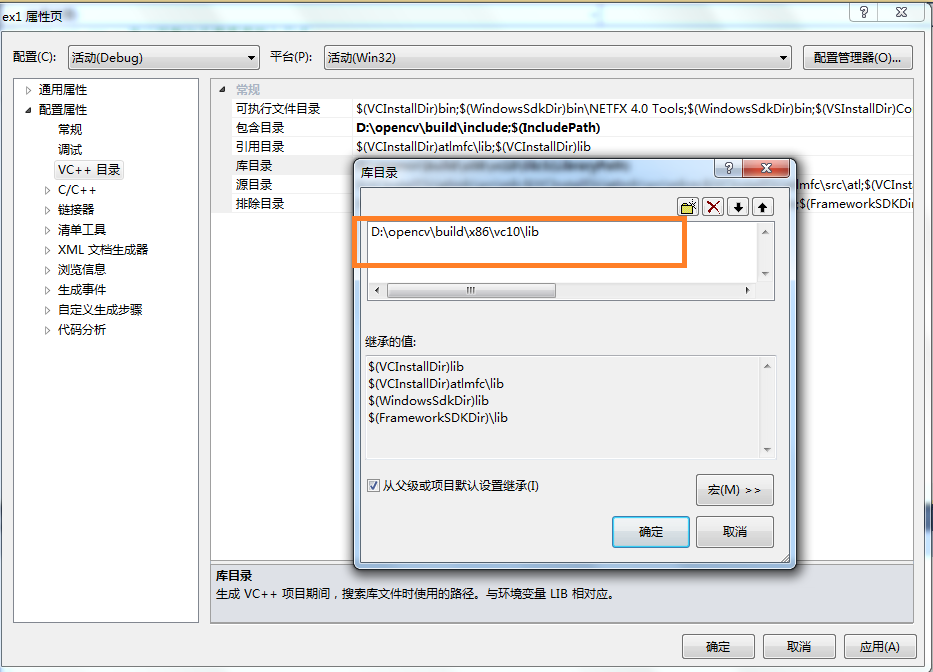 ex1 属性页
配置(C): 活动(Debug) 平台(P): 活动(Win32) 配置管理器(O)...
通用属性
配置属性
常规
调试
VC++ 目录
C/C++
链接器
清单工具
XML 文档生成器
浏览信息
生成事件
自定义生成步骤
代码分析
常规
可执行文件目录 $(VCInstallDir)bin;$(WindowsSdkDir)bin\NETFX 4.0 Tools;$(WindowsSdkDir)bin;$(VSInstallDir)Co
包含目录 D:\opencv\build\include;$(IncludePath)
引用目录 $(VCInstallDir)atlmfc\lib;$(VCInstallDir)lib
库目录
源目录 mfc\src\atl;$(VCInst
排除目录 ;$(FrameworkSDKDir
库目录
D:\opencv\build\x86\vc10\lib
继承的值:
$(VCInstallDir)lib
$(VCInstallDir)atlmfc\lib
$(WindowsSdkDir)lib
$(FrameworkSDKDir)\lib
从父级或项目默认设置继承(I)
宏(M) >>
确定 取消
库目录
生成 VC++ 项目期间，搜索库文件时使用的路径。与环境变量 LIB 相对应。
确定 取消 应用(A)